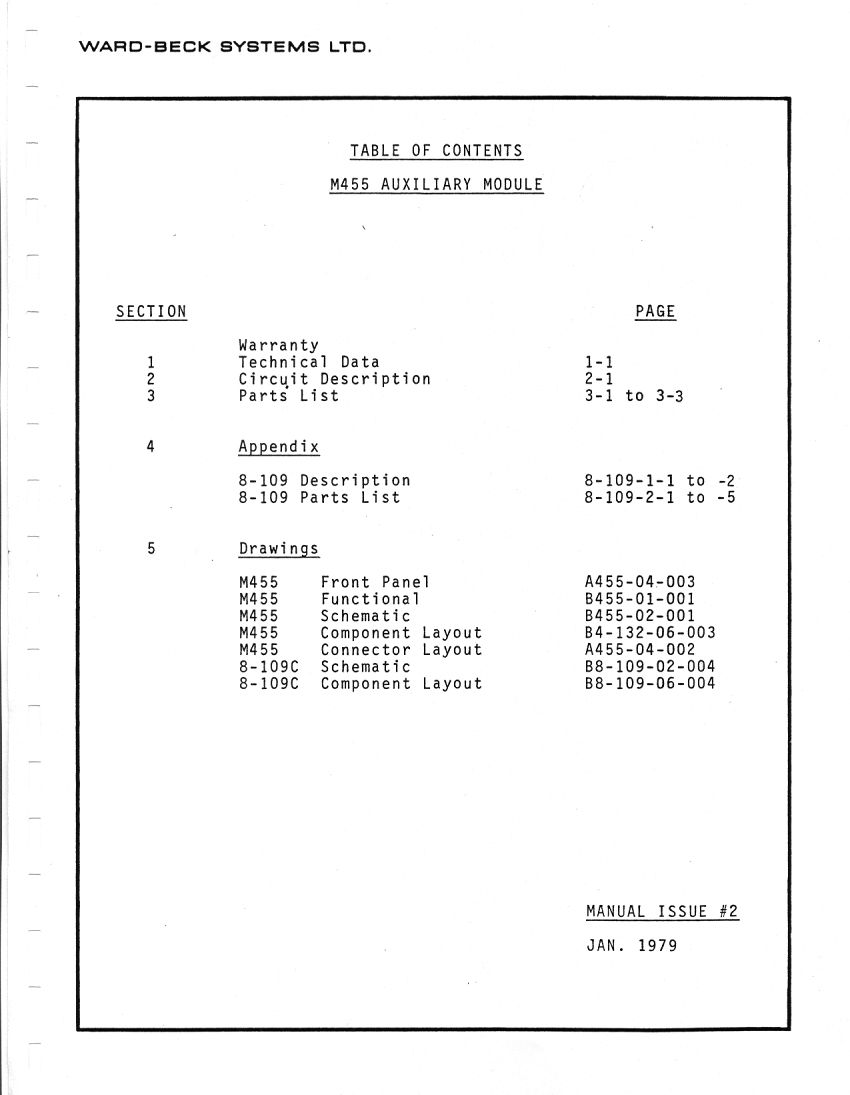 WARD-BECK SYSTEMS LTD.
TABLE OF CONTENTS
M455 AUXILIARY MODULE
SECTION PAGE
Warranty
1 Technical Data 1-1
2 Circuit Description 2-1
3 Parts List 3-1 to 3-3
4 Appendix
8-109 Description 8-109-1-1 to -2
8-109 Parts List 8-109-2-1 to -5
5 Drawings
M455 Front Panel A455-04-003
M455 Functional B455-01-001
M455 Schematic B455-02-001
M455 Component Layout B4-132-06-003
M455 Connector Layout A455-04-002
8-109C Schematic B8-109-02-004
8-109C Component Layout B8-109-06-004
MANUAL ISSUE #2
JAN. 1979